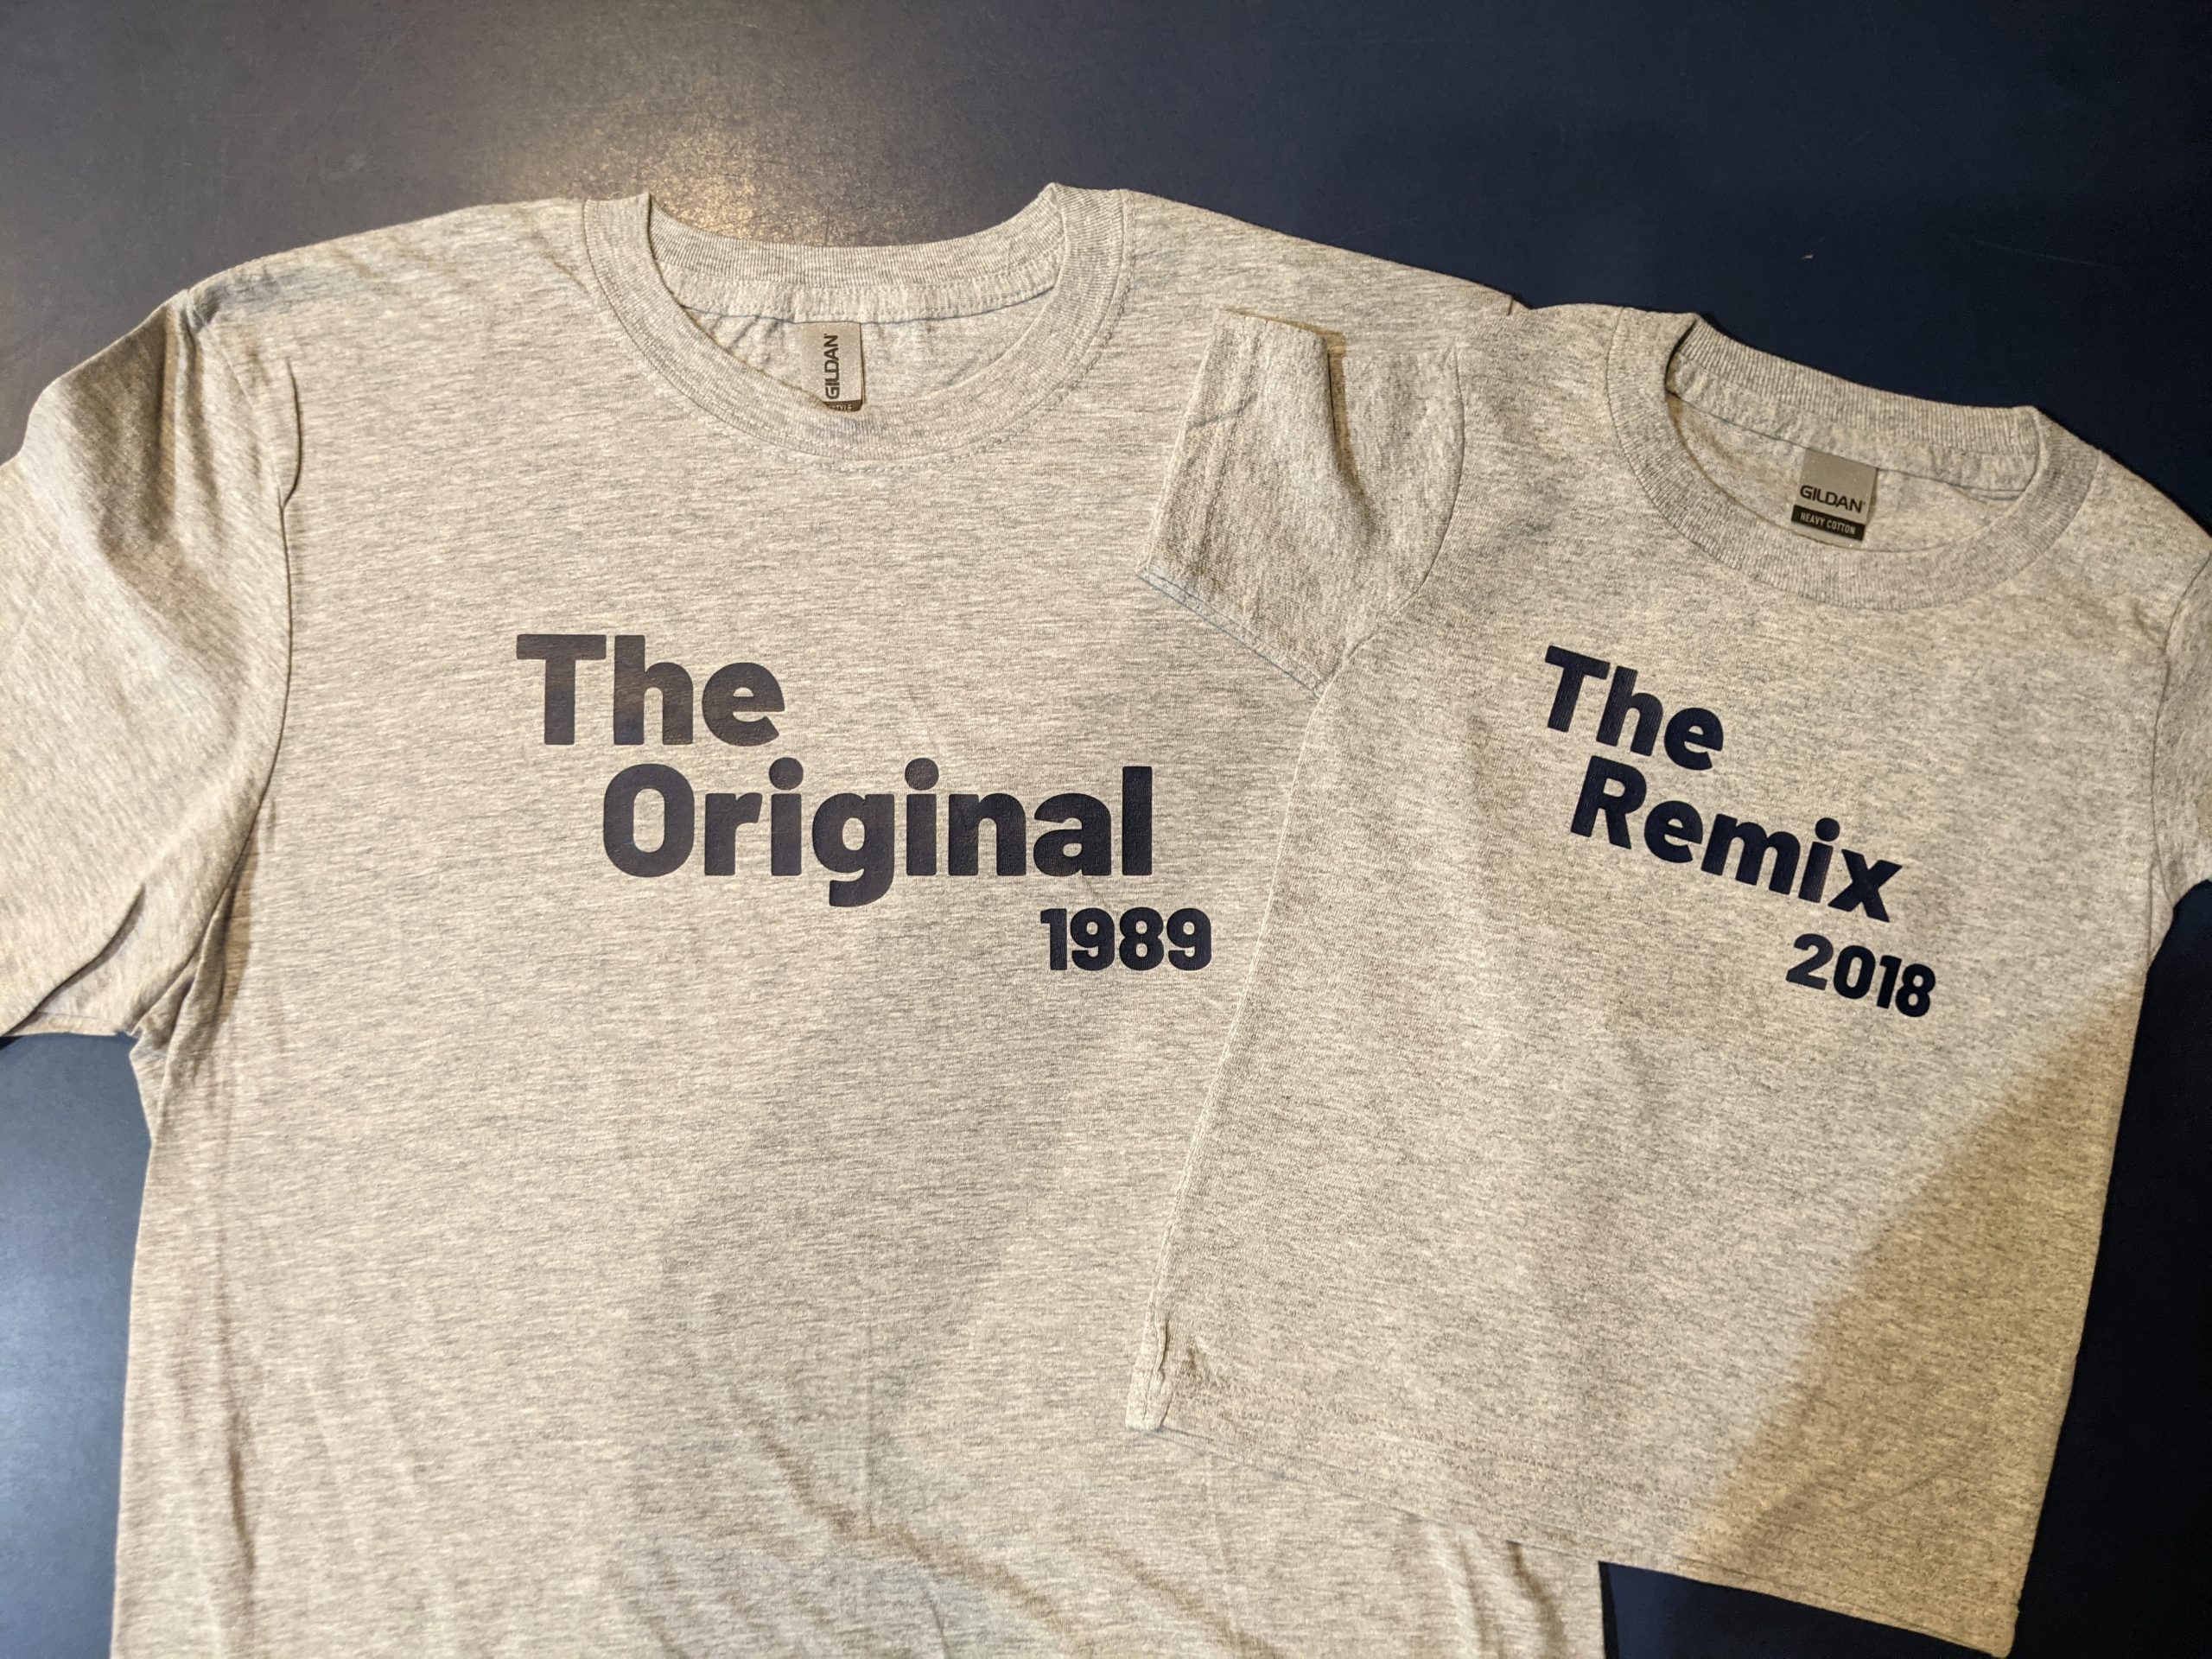 GILDAN
The
Original
1989
GILDAN
HEAVY COTTON
The
Remix
2018